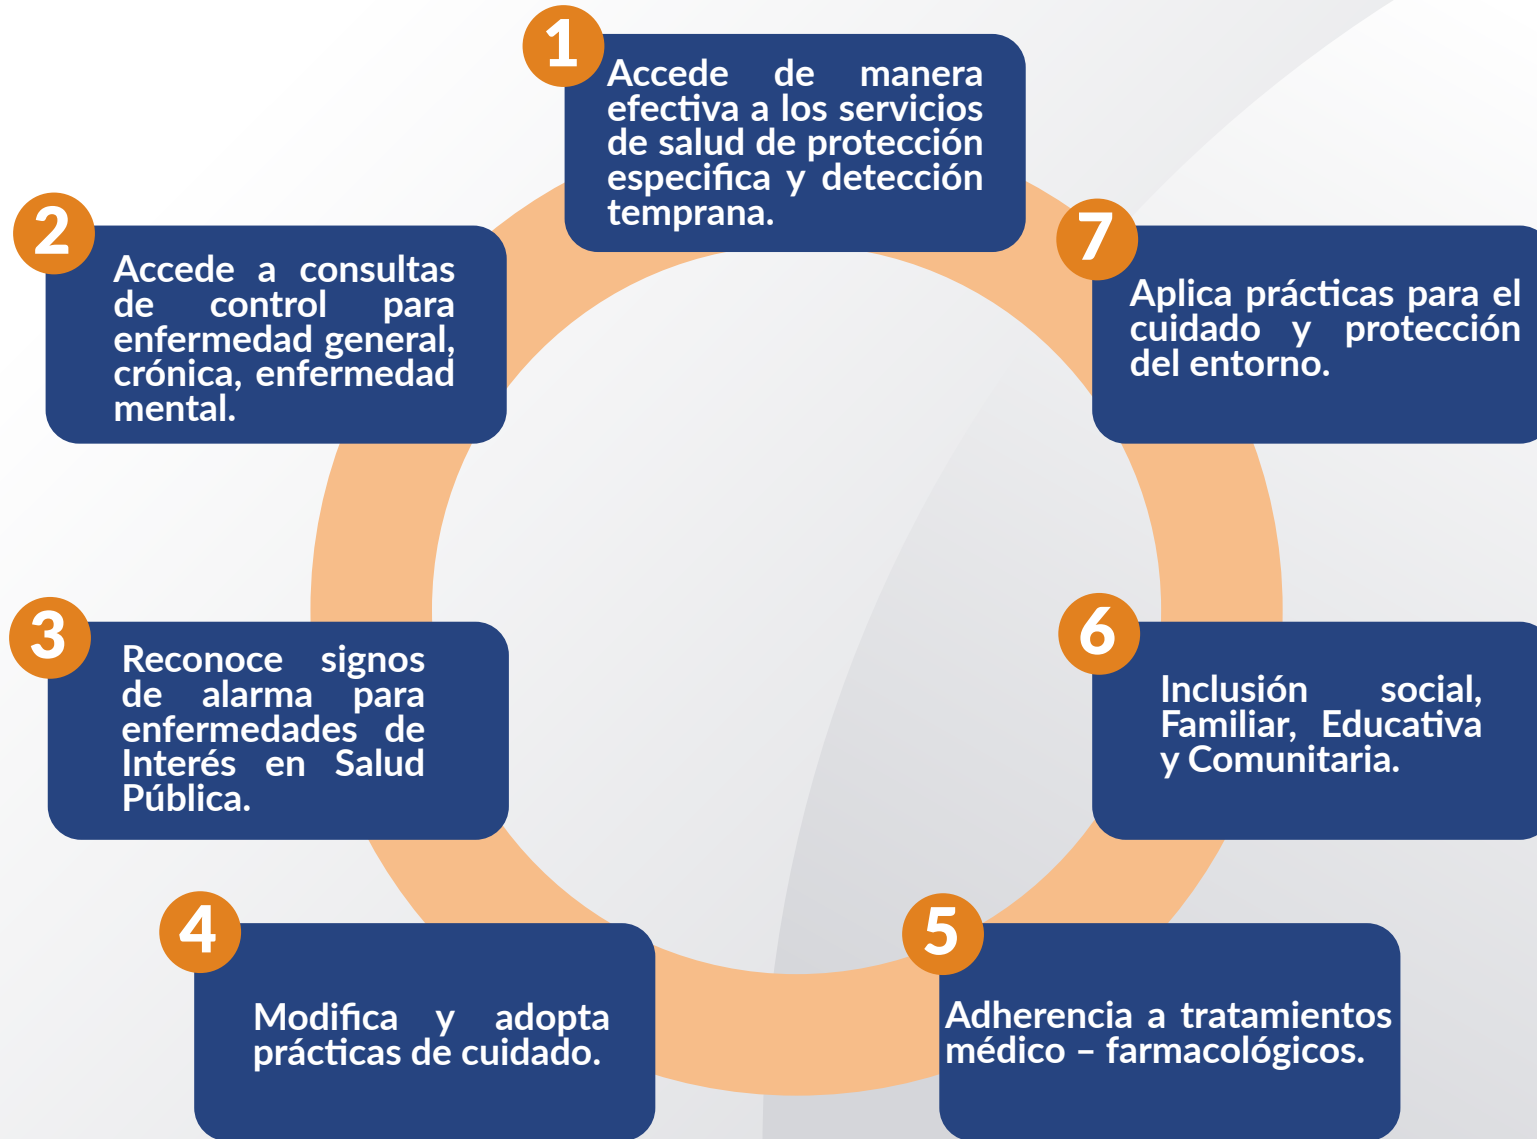 1
Accede de manera
efectiva a los servicios
de salud de protección
especifica y detección
temprana.
2
Accede a consultas
de control para
enfermedad general,
crónica, enfermedad
mental.
3
Reconoce signos
de alarma para
enfermedades de
Interés en Salud
Pública.
4
Modifica y adopta
prácticas de cuidado.
5
Adherencia a tratamientos
médico – farmacológicos.
6
Inclusión social,
Familiar, Educativa
y Comunitaria.
7
Aplica prácticas para el
cuidado y protección
del entorno.